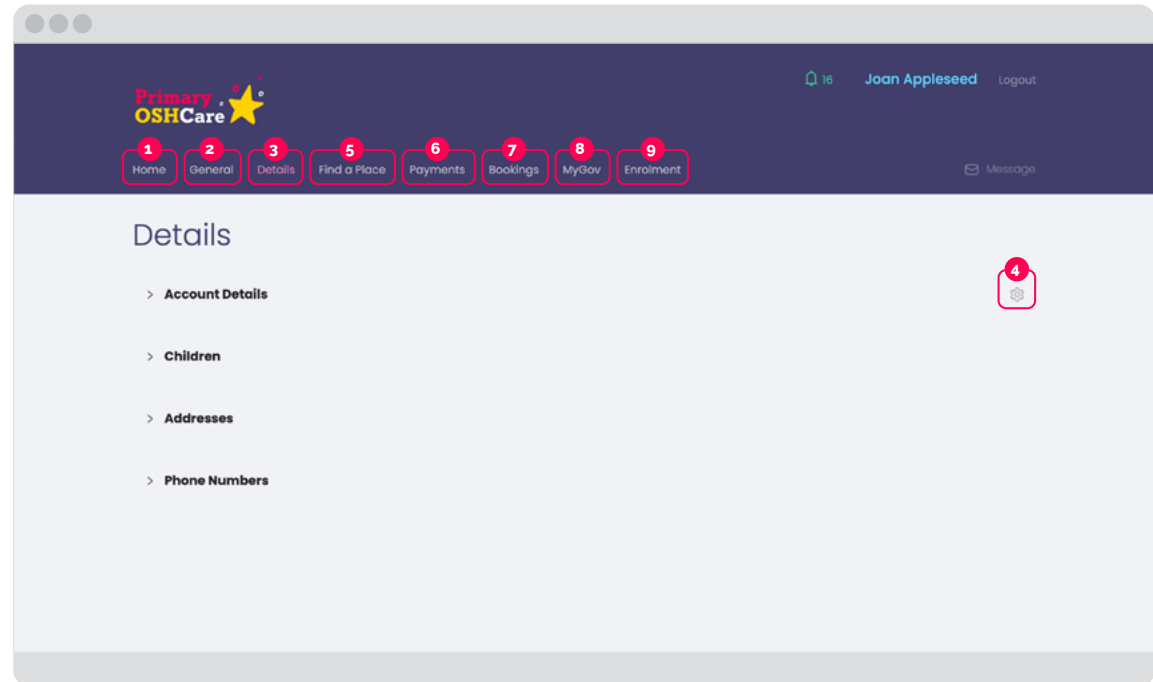 16 Joan Appleseed Logout
Primary
OSHCare
1 2 3 5 6 7 8 9
Home General Details Find a Place Payments Bookings MyGov Enrolment Message
Details
4
Account Details
Children
Addresses
Phone Numbers